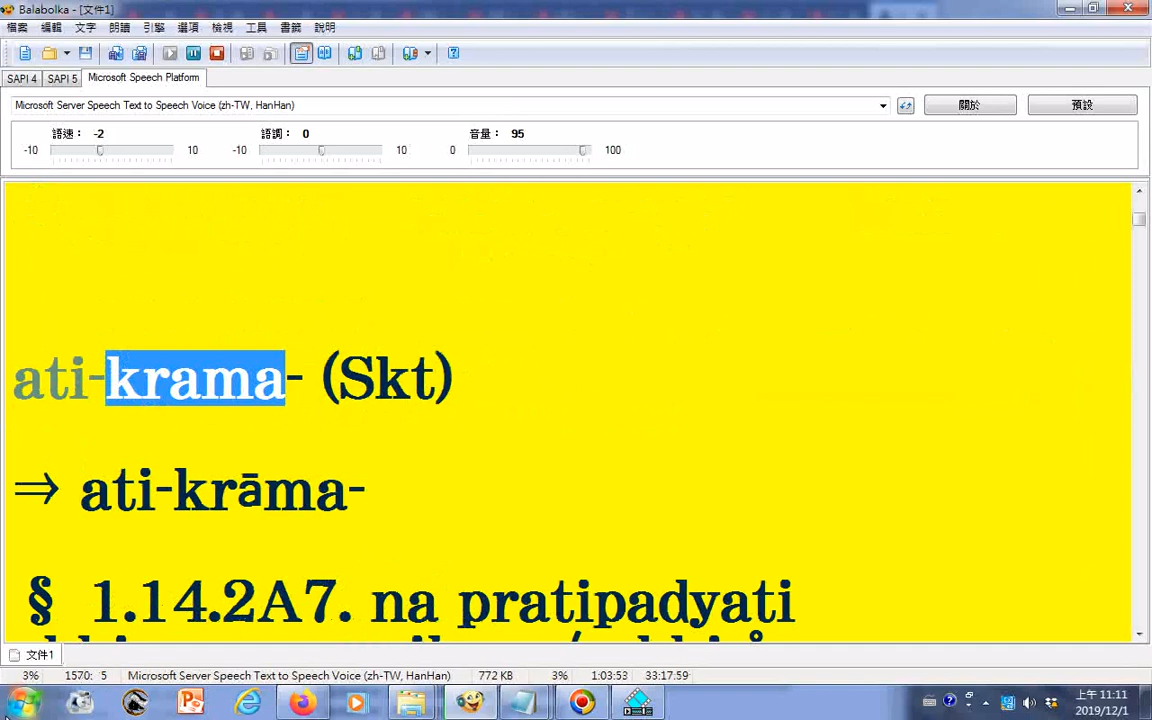 Balabolka - [文件1]
檔案 編輯 文字 朗讀 引擎 選項 檢視 工具 書籤 說明
SAPI 4 SAPI 5 Microsoft Speech Platform
Microsoft Server Speech Text to Speech Voice (zh-TW, HanHan) 關於 預設
語速： -2 語調： 0 音量： 95
-10 10 -10 10 0 100
ati-krama- (Skt)
⇒ ati-krāma-
§ 1.14.2A7. na pratipadyati
文件1
3% 1570: 5 Microsoft Server Speech Text to Speech Voice (zh-TW, HanHan) 772 KB 3% 1:03:53 33:17:59
上午 11:11
2019/12/1